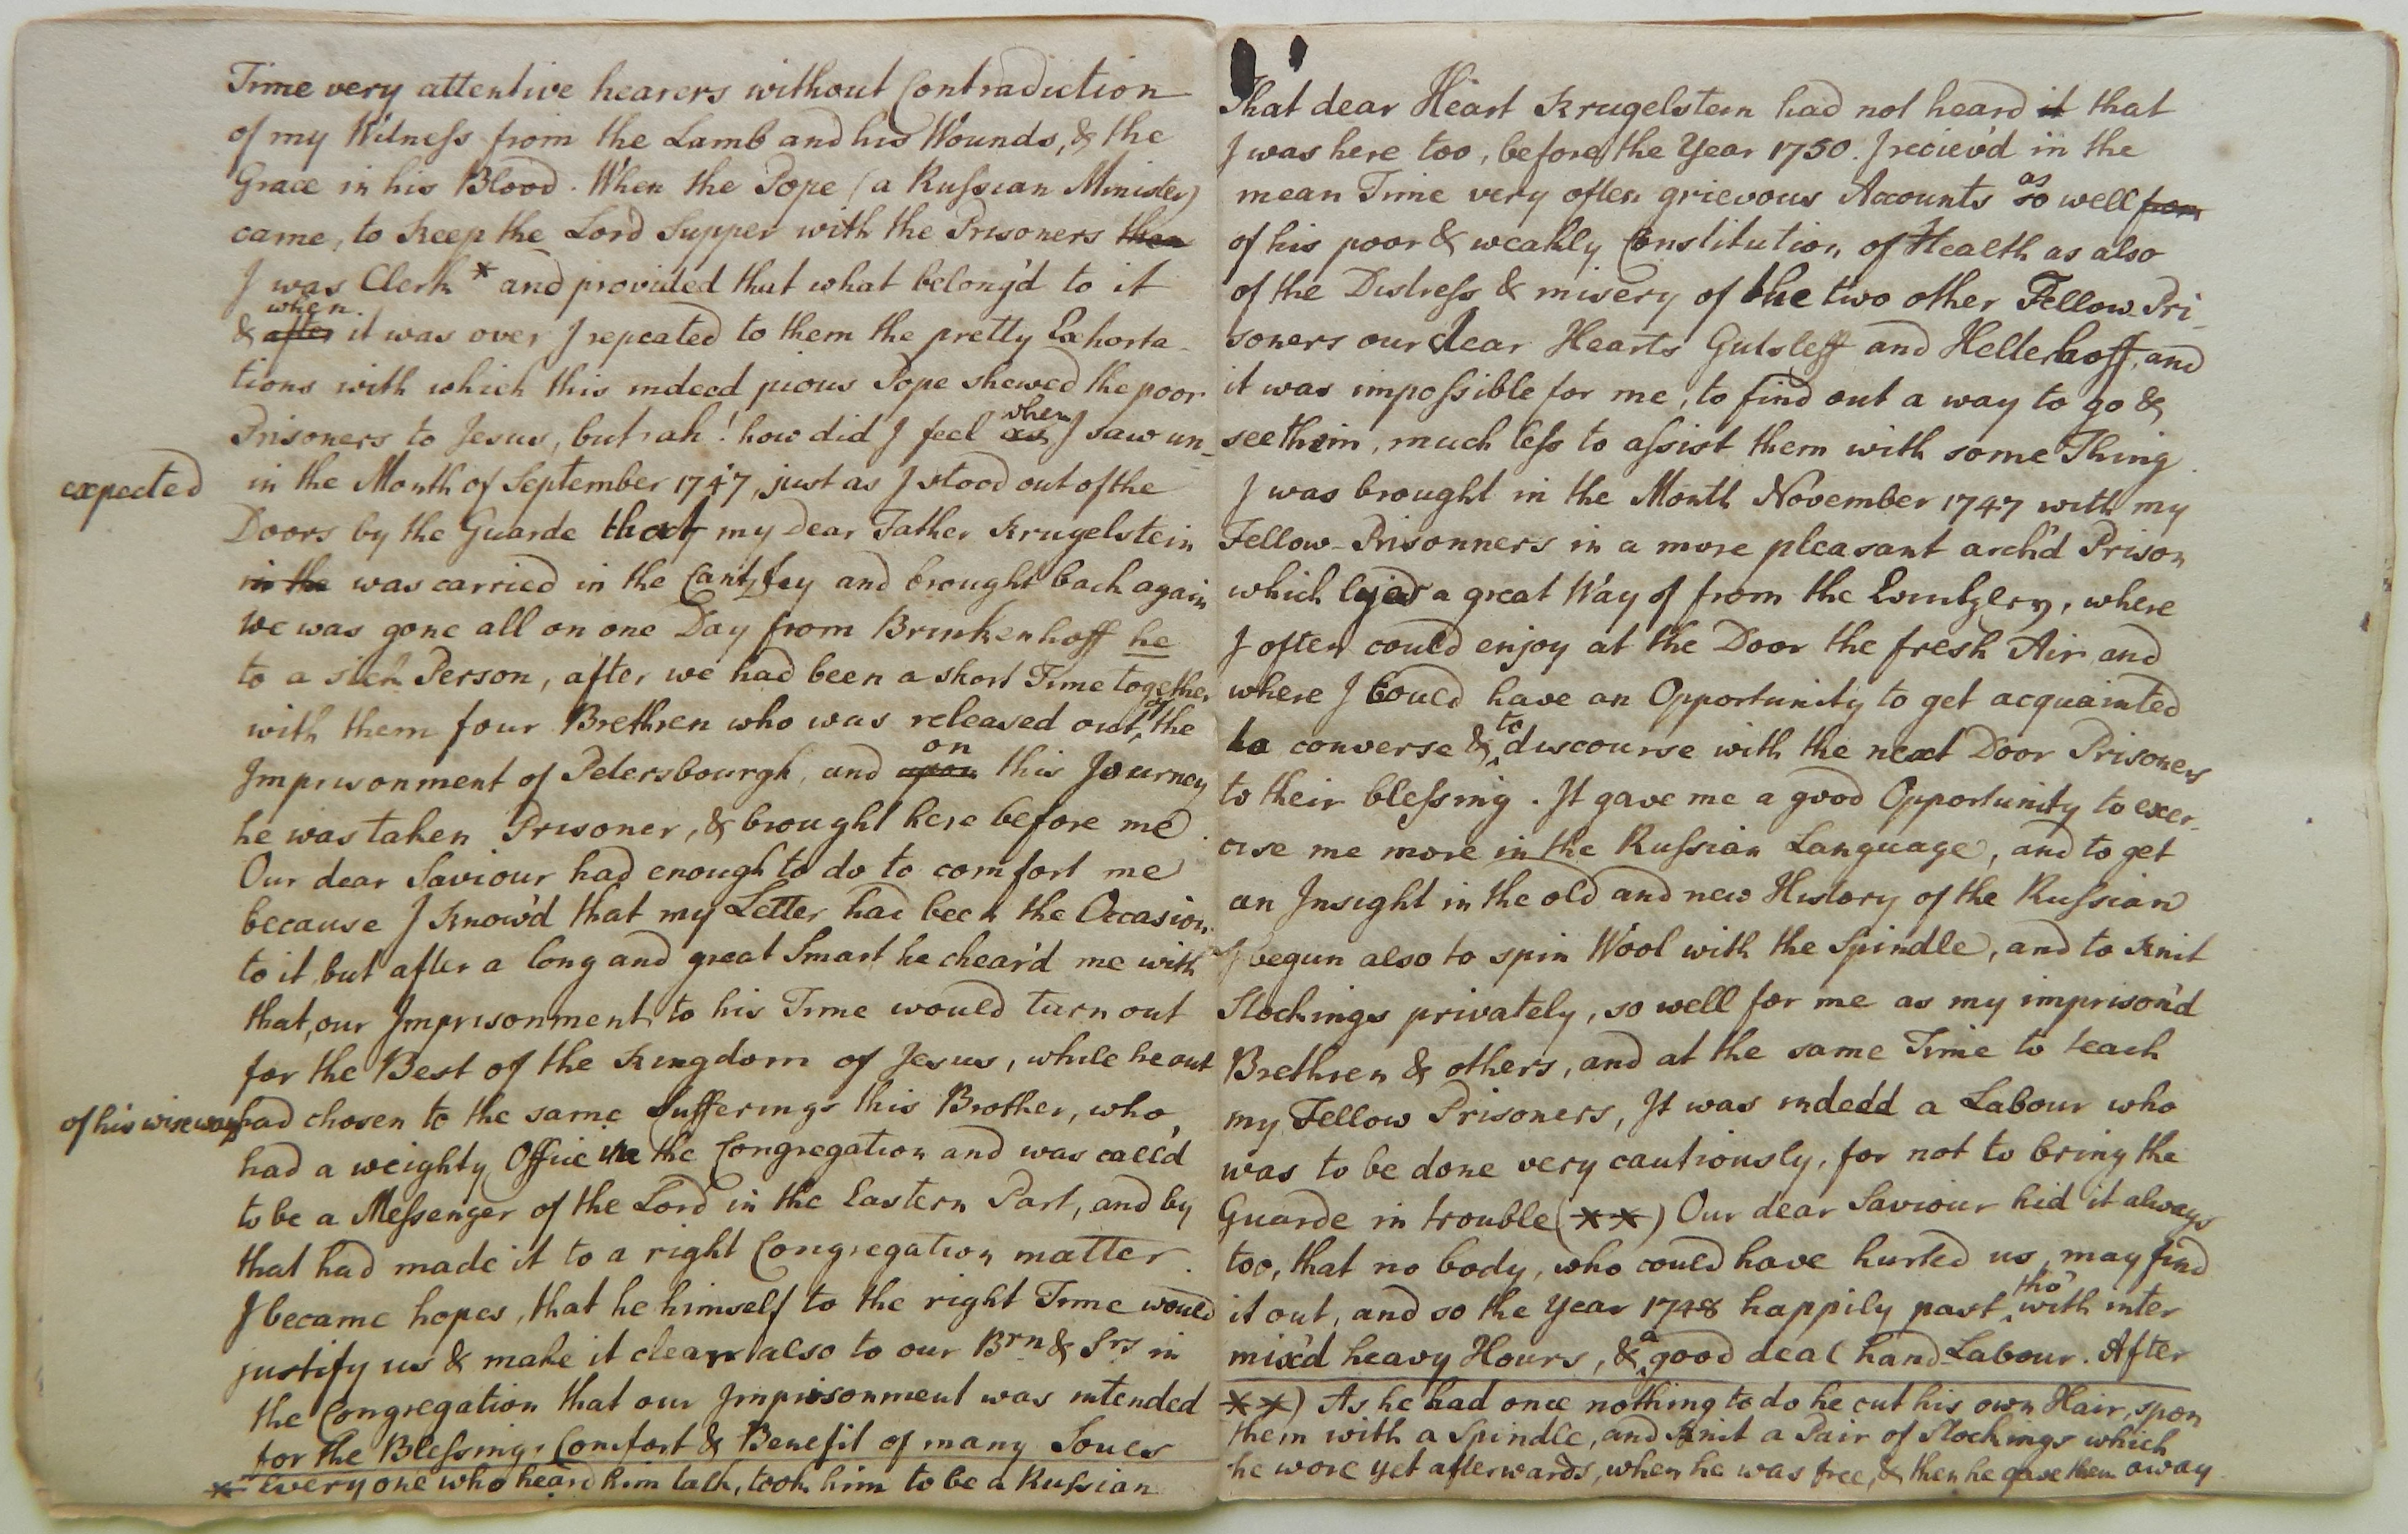 Time very attentive hearers without Contradiction
of my Witness from the Lamb and his Wounds, & the
Grace in his Blood. When the Pope (a Russian Minister)
came, to keep the Lord Supper with the Prisoners then
I was Clerk * and provided that what belong'd to it
when.
& after it was over I repeated to them the pretty Exhorta-
tions with which this indeed pious Pope shewed the poor
Prisoners to Jesus, but ah! how did I feel as when I saw un-
expected in the Month of September 1747, just as I stood out of the
Doors by the Guarde that my Dear Father Krugelstein
in the was carried in the Cantzley and brought back again
We was gone all on one Day from Brinkenhoff he
to a sick Person, after we had been a short Time together
with them four Brethren who was released out of the
Imprisonment of Petersbourgh, and upon on this Journey
he was taken Prisoner, & brought here before me.
Our dear Saviour had enough to do to comfort me
because I know'd that my Letter had been the Occasion
to it, but after a long and great Smart he chear'd me with
that, our Imprisonment to his Time would turn out
for the Best of the Kingdom of Jesus, while he out
of his wise ways had chosen to the same Sufferings this Brother, who
had a weighty Office in the Congregation and was call'd
to be a Messenger of the Lord in the Eastern Part, and by
that had made it to a right Congregation matter.
I became hopes, that he himself to the right Time would
justify us & make it clear also to our Brn & Srs in
the Congregation that our Imprisonment was intended
for the Blessing, Comfort & Benefit of many Souls
* Every one who heard him talk, took him to be a Russian
That dear Heart Krugelstein had not heard it that
I was here too, before the Year 1750. I reciev'd in the
mean Time very often grievous Accounts so as well from
of his poor & weakly Constitution of Health as also
of the Distress & misery of the two other Fellow Pri-
soners our dear Hearts Gutsleff and Hellerhoff, and
it was impossible for me, to find out a way to go &
see them, much less to assist them with some Thing.
I was brought in the Month November 1747 with my
Fellow-Prisonners in a more pleasant arch'd Prison
which lyed a great Way of from the Cantzlery, where
I often could enjoy at the Door the fresh Air and
where I could have an Opportunity to get acquainted
to converse & to discourse with the next Door Prisoners
to their blessing. It gave me a good Opportunity to exer-
cise me more in the Russian Language, and to get
an Insight in the old and new History of the Russian
I begun also to spin Wool with the Spindle, and to Knit
Stockings privately, so well for me as my imprison'd
Brethren & others, and at the same Time to teach
my Fellow Prisoners, It was indedd a Labour who
was to be done very cautiously, for not to bring the
Guarde in trouble (**) Our dear Saviour hid it always
too, that no body, who could have hurted us, may find
it out, and so the Year 1748 happily past, tho' with inter
mix'd heavy Hours, & a good deal hand-Labour. After
**) As he had once nothing to do he cut his own Hair, spon
them with a Spindle, and Knit a Pair of Stockings which
he wore yet afterwards, when he was free, & then he gave them away